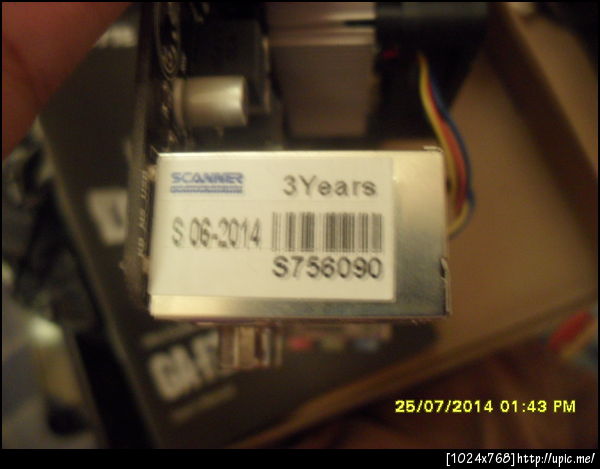 SCANNER
3Years
S 06-2014
S756090
GA-F
25/07/2014 01:43 PM
[1024x768]http://upic.me/